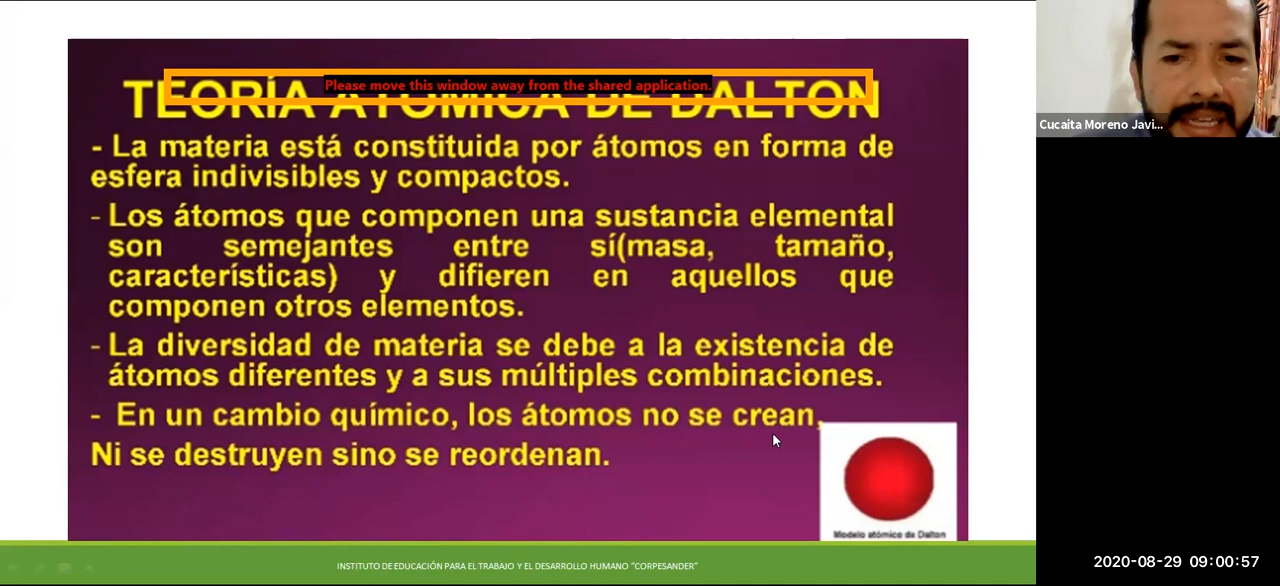 TEORÍA ATÓMICA DE DALTON
Please move this window away from the shared application.
- La materia está constituida por átomos en forma de
esfera indivisibles y compactos.
- Los átomos que componen una sustancia elemental
son semejantes entre sí(masa, tamaño,
características) y difieren en aquellos que
componen otros elementos.
- La diversidad de materia se debe a la existencia de
átomos diferentes y a sus múltiples combinaciones.
- En un cambio químico, los átomos no se crean,
Ni se destruyen sino se reordenan.
Modelo atómico de Dalton
INSTITUTO DE EDUCACIÓN PARA EL TRABAJO Y EL DESARROLLO HUMANO "CORPESANDER"
Cucaita Moreno Javi...
2020-08-29 09:00:57